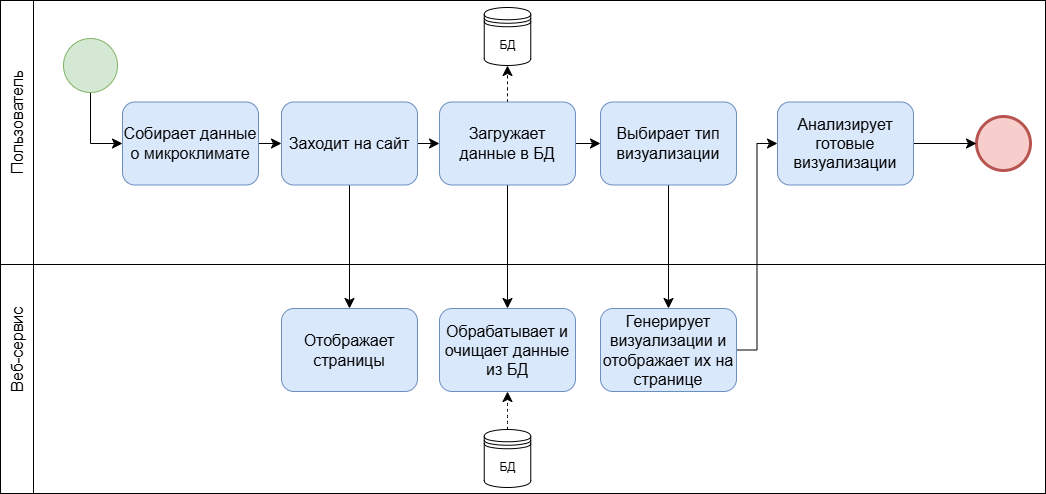 Пользователь
БД
Собирает данные
о микроклимате
Заходит на сайт
Загружает
данные в БД
Выбирает тип
визуализации
Анализирует
готовые
визуализации
Веб-сервис
Отображает
страницы
Обрабатывает и
очищает данные
из БД
Генерирует
визуализации и
отображает их на
странице
БД